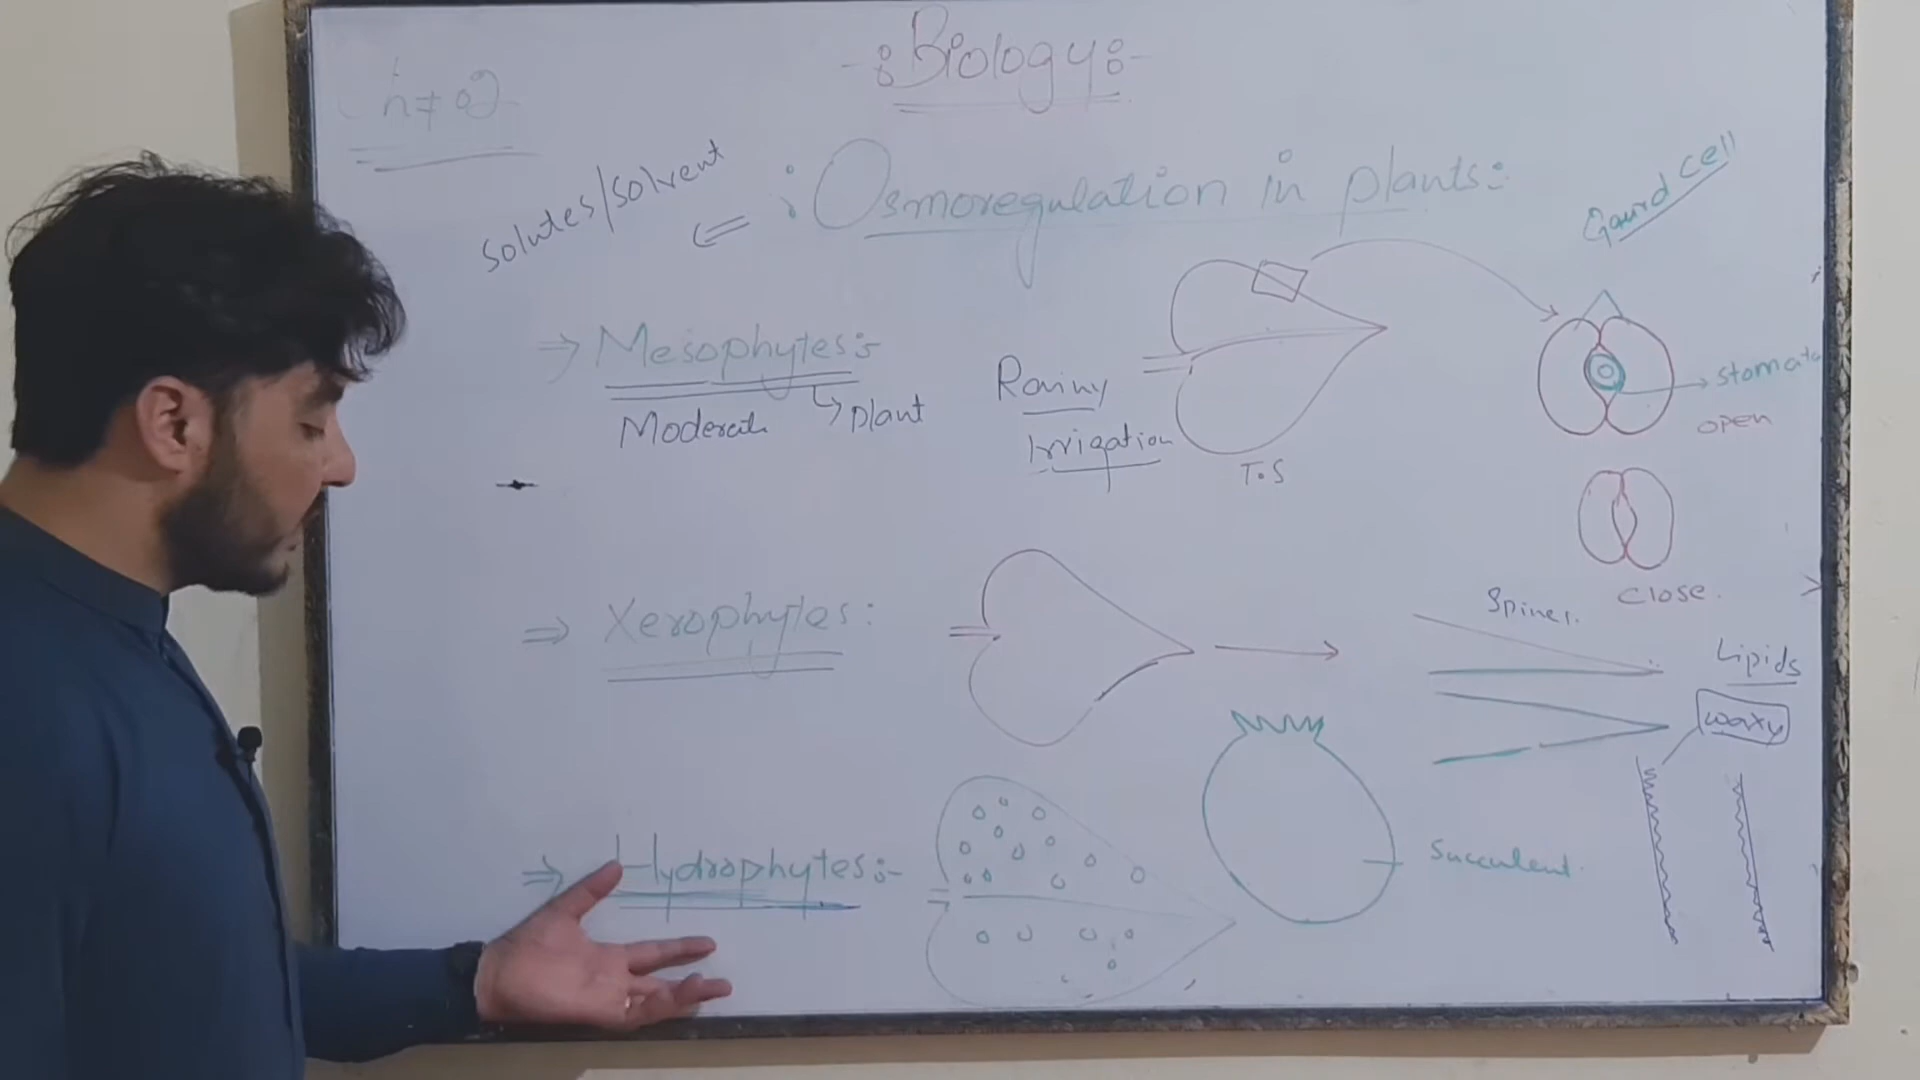 -:Biology:-
solutes/solvent
:Osmoregulation in plants:
Gaurd cell
⇒ Mesophytes:-
Moderate
plant
Rainy
Irrigation
T.S
stomata
open
close.
⇒ Xerophytes:
Spines.
Lipids
waxy
⇒ Hydrophytes:-
Succulent.